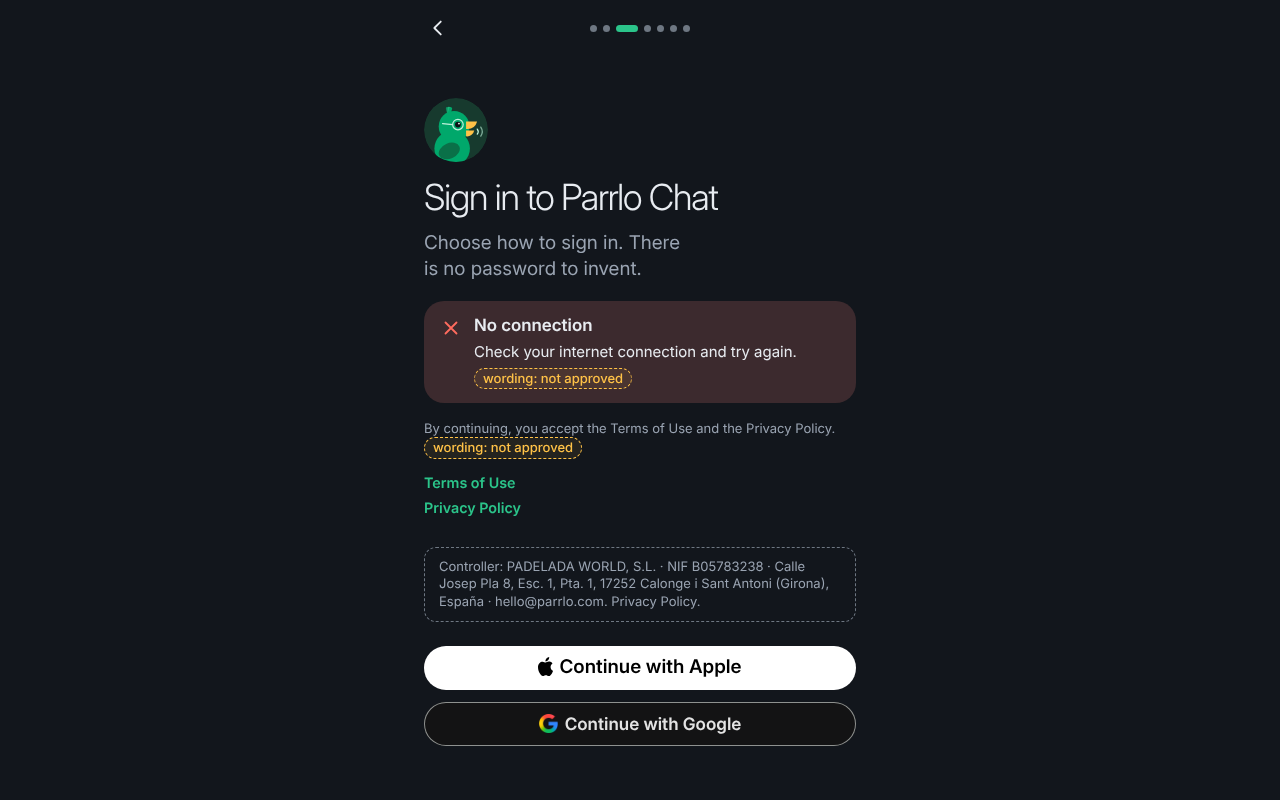 Sign in to Parrlo Chat
Choose how to sign in. There
is no password to invent.
No connection
Check your internet connection and try again.
wording: not approved
By continuing, you accept the Terms of Use and the Privacy Policy.
wording: not approved
Terms of Use
Privacy Policy
Controller: PADELADA WORLD, S.L. · NIF B05783238 · Calle
Josep Pla 8, Esc. 1, Pta. 1, 17252 Calonge i Sant Antoni (Girona),
España · hello@parrlo.com. Privacy Policy.
Continue with Apple
Continue with Google